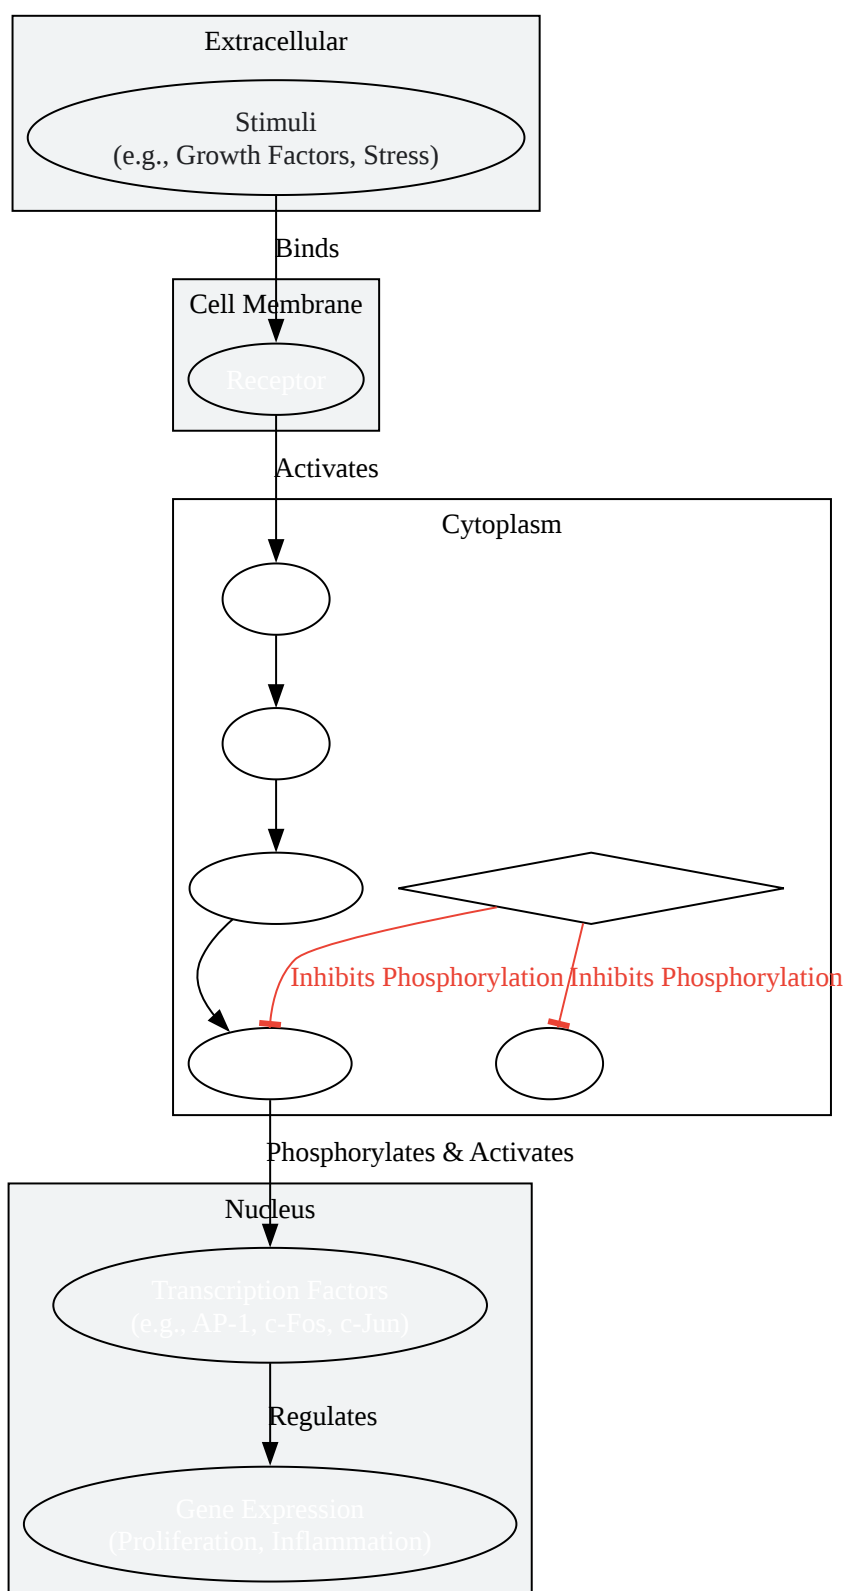 Extracellular
Stimuli
(e.g., Growth Factors, Stress)
Binds
Cell Membrane
Receptor
Activates
Cytoplasm
Inhibits Phosphorylation
Inhibits Phosphorylation
Phosphorylates & Activates
Nucleus
Transcription Factors
(e.g., AP-1, c-Fos, c-Jun)
Regulates
Gene Expression
(Proliferation, Inflammation)